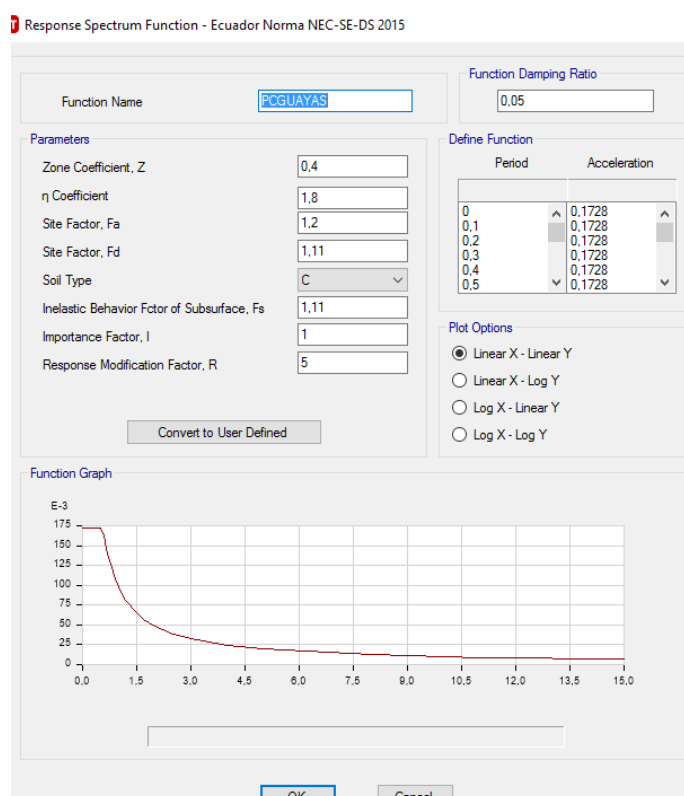 Response Spectrum Function - Ecuador Norma NEC-SE-DS 2015
Function Name
PCGUAYAS
Function Damping Ratio
0,05
Parameters
Zone Coefficient, Z
0,4
η Coefficient
1,8
Site Factor, Fa
1,2
Site Factor, Fd
1,11
Soil Type
C
Inelastic Behavior Fctor of Subsurface, Fs
1,11
Importance Factor, I
1
Response Modification Factor, R
5
Convert to User Defined
Define Function
Period Acceleration
0 0,1728
0,1 0,1728
0,2 0,1728
0,3 0,1728
0,4 0,1728
0,5 0,1728
Plot Options
Linear X - Linear Y
Linear X - Log Y
Log X - Linear Y
Log X - Log Y
Function Graph
E-3
175
150
125
100
75
50
25
0
0,0 1,5 3,0 4,5 6,0 7,5 9,0 10,5 12,0 13,5 15,0
OK Cancel